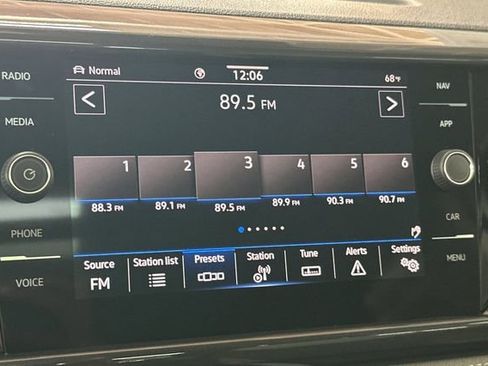 RADIO
MEDIA
PHONE
VOICE
Normal
12:06
68°F
89.5 FM
1 2 3 4 5 6
88.3 FM 89.1 FM 89.5 FM 89.9 FM 90.3 FM 90.7 FM
Source Station list Presets Station Tune Alerts Settings
FM
NAV
APP
CAR
MENU